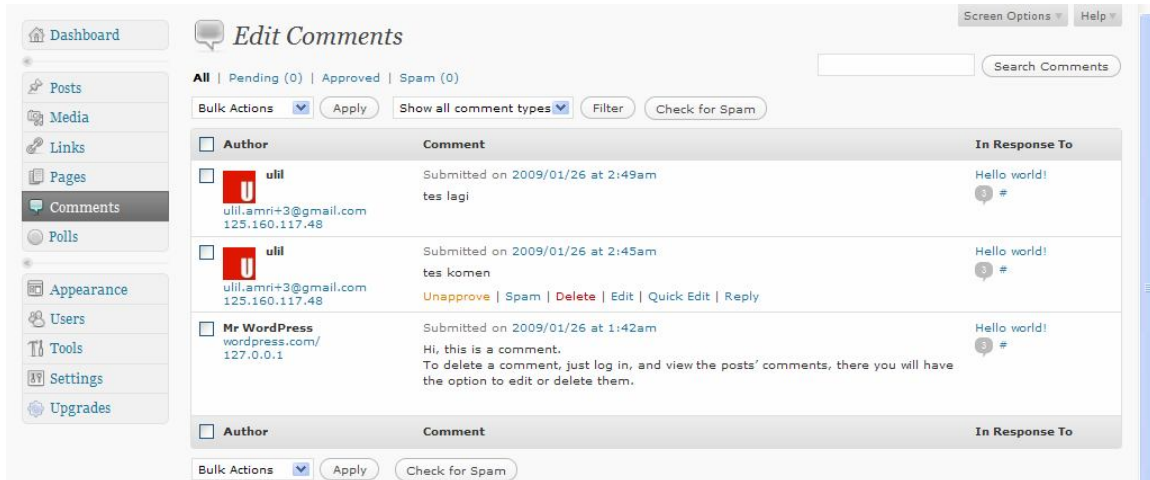 Screen Options Help
Dashboard
Edit Comments
Search Comments
All | Pending (0) | Approved | Spam (0)
Posts
Bulk Actions Apply Show all comment types Filter Check for Spam
Media
Links
Pages
Comments
Polls
Appearance
Users
Tools
Settings
Upgrades
Author Comment In Response To
ulil
U
ulil.amri+3@gmail.com
125.160.117.48
Submitted on 2009/01/26 at 2:49am
tes lagi
Hello world!
3 #
ulil
U
ulil.amri+3@gmail.com
125.160.117.48
Submitted on 2009/01/26 at 2:45am
tes komen
Unapprove | Spam | Delete | Edit | Quick Edit | Reply
Hello world!
3 #
Mr WordPress
wordpress.com/
127.0.0.1
Submitted on 2009/01/26 at 1:42am
Hi, this is a comment.
To delete a comment, just log in, and view the posts’ comments, there you will have
the option to edit or delete them.
Hello world!
3 #
Author Comment In Response To
Bulk Actions Apply Check for Spam